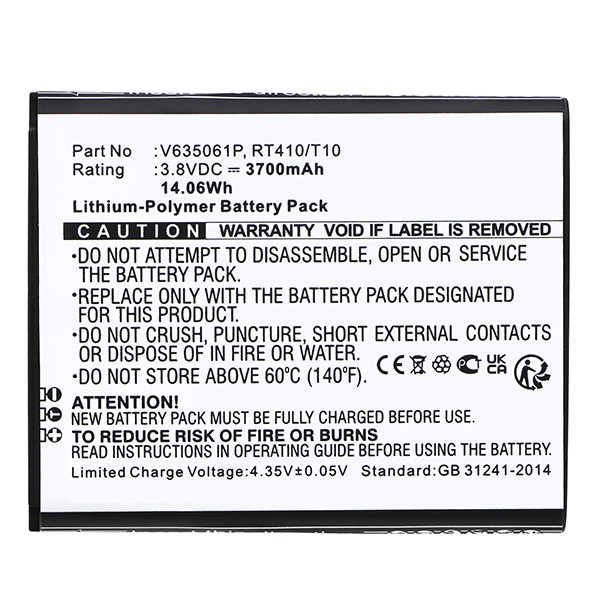 Part No :V635061P, RT410/T10
Rating : 3.8VDC ⎓ 3700mAh
14.06Wh
Lithium-Polymer Battery Pack
CAUTION WARRANTY VOID IF LABEL IS REMOVED
•DO NOT ATTEMPT TO DISASSEMBLE, OPEN OR SERVICE
THE BATTERY PACK.
•REPLACE ONLY WITH THE BATTERY PACK DESIGNATED
FOR THIS PRODUCT.
•DO NOT CRUSH, PUNCTURE, SHORT EXTERNAL CONTACTS
OR DISPOSE OF IN FIRE OR WATER.
•DO NOT STORE ABOVE 60°C (140°F).
CE UKCA
ATTENTION!
NEW BATTERY PACK MUST BE FULLY CHARGED BEFORE USE.
TO REDUCE RISK OF FIRE OR BURNS
READ USER MANUAL BEFORE USING BATTERY PACK.
Limited Charge Voltage:4.35V±0.05V Standard:GB 31241-2014